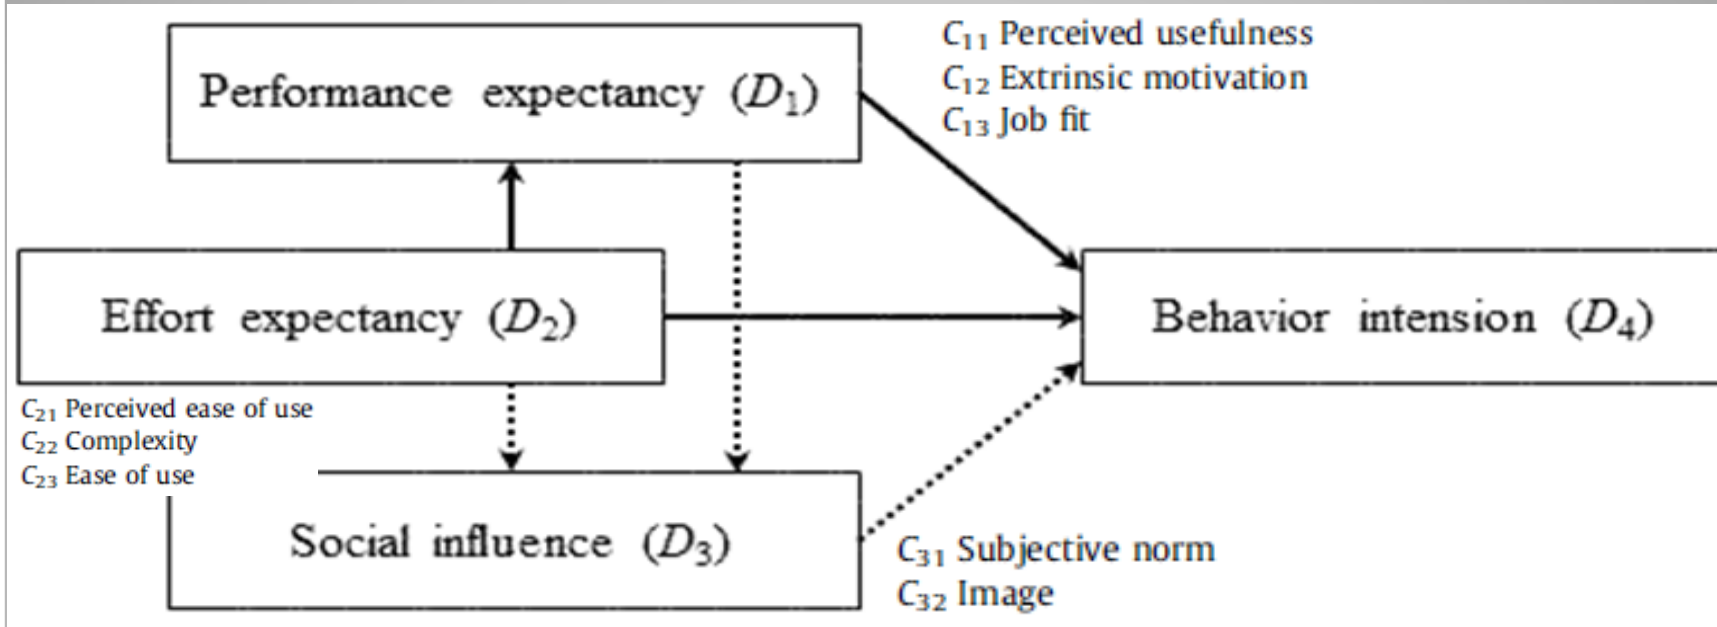 Performance expectancy (D₁)
C₁₁ Perceived usefulness
C₁₂ Extrinsic motivation
C₁₃ Job fit
Effort expectancy (D₂)
Behavior intension (D₄)
C₂₁ Perceived ease of use
C₂₂ Complexity
C₂₃ Ease of use
Social influence (D₃)
C₃₁ Subjective norm
C₃₂ Image